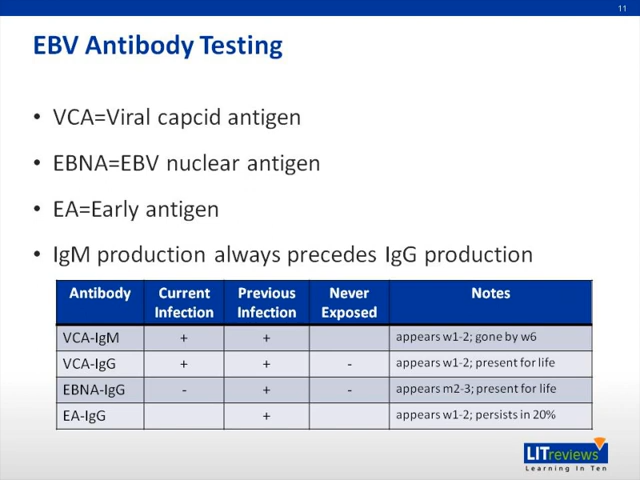 11
EBV Antibody Testing
• VCA=Viral capcid antigen
• EBNA=EBV nuclear antigen
• EA=Early antigen
• IgM production always precedes IgG production
Antibody Current Infection Previous Infection Never Exposed Notes
VCA-IgM + + appears w1-2; gone by w6
VCA-IgG + + - appears w1-2; present for life
EBNA-IgG - + - appears m2-3; present for life
EA-IgG + appears w1-2; persists in 20%
LITreviews
Learning In Ten